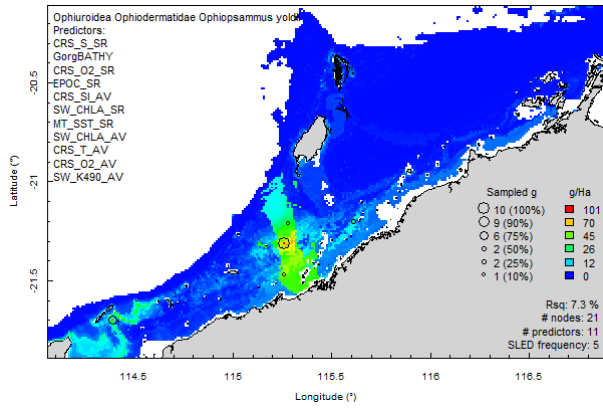 Ophiuroidea Ophiodermatidae Ophiopsammus yoldii
Predictors:
CRS_S_SR
GorgBATHY
CRS_O2_SR
EPOC_SR
CRS_SI_AV
SW_CHLA_SR
MT_SST_SR
SW_CHLA_AV
CRS_T_AV
CRS_O2_AV
SW_K490_AV
20.5
21
21.5
Latitude (°)
Sampled g g/Ha
10 (100%) 101
9 (90%) 70
6 (75%) 45
2 (50%) 26
2 (25%) 12
1 (10%) 0
Rsq: 7.3 %
# nodes: 21
# predictors: 11
SLED frequency: 5
114.5 115 115.5 116 116.5
Longitude (°)